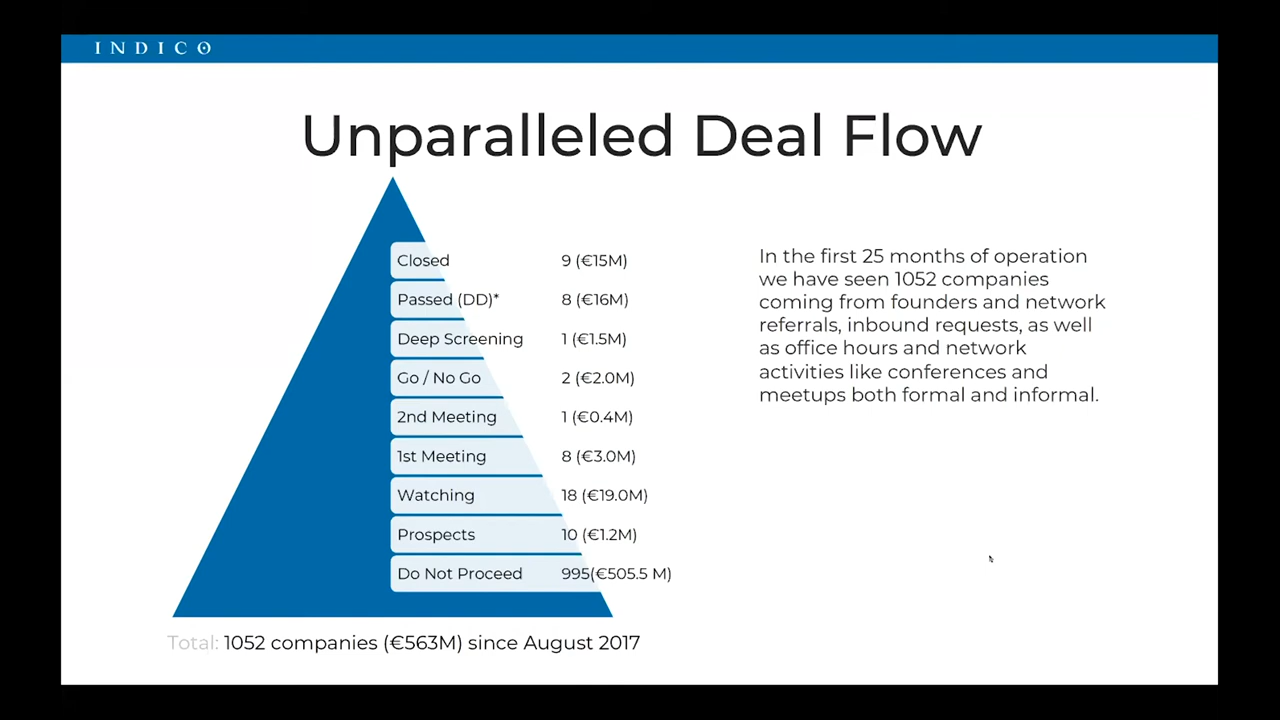 INDICO
Unparalleled Deal Flow
Closed 9 (€15M)
Passed (DD)* 8 (€16M)
Deep Screening 1 (€1.5M)
Go / No Go 2 (€2.0M)
2nd Meeting 1 (€0.4M)
1st Meeting 8 (€3.0M)
Watching 18 (€19.0M)
Prospects 10 (€1.2M)
Do Not Proceed 995(€505.5 M)
Total: 1052 companies (€563M) since August 2017
In the first 25 months of operation
we have seen 1052 companies
coming from founders and network
referrals, inbound requests, as well
as office hours and network
activities like conferences and
meetups both formal and informal.